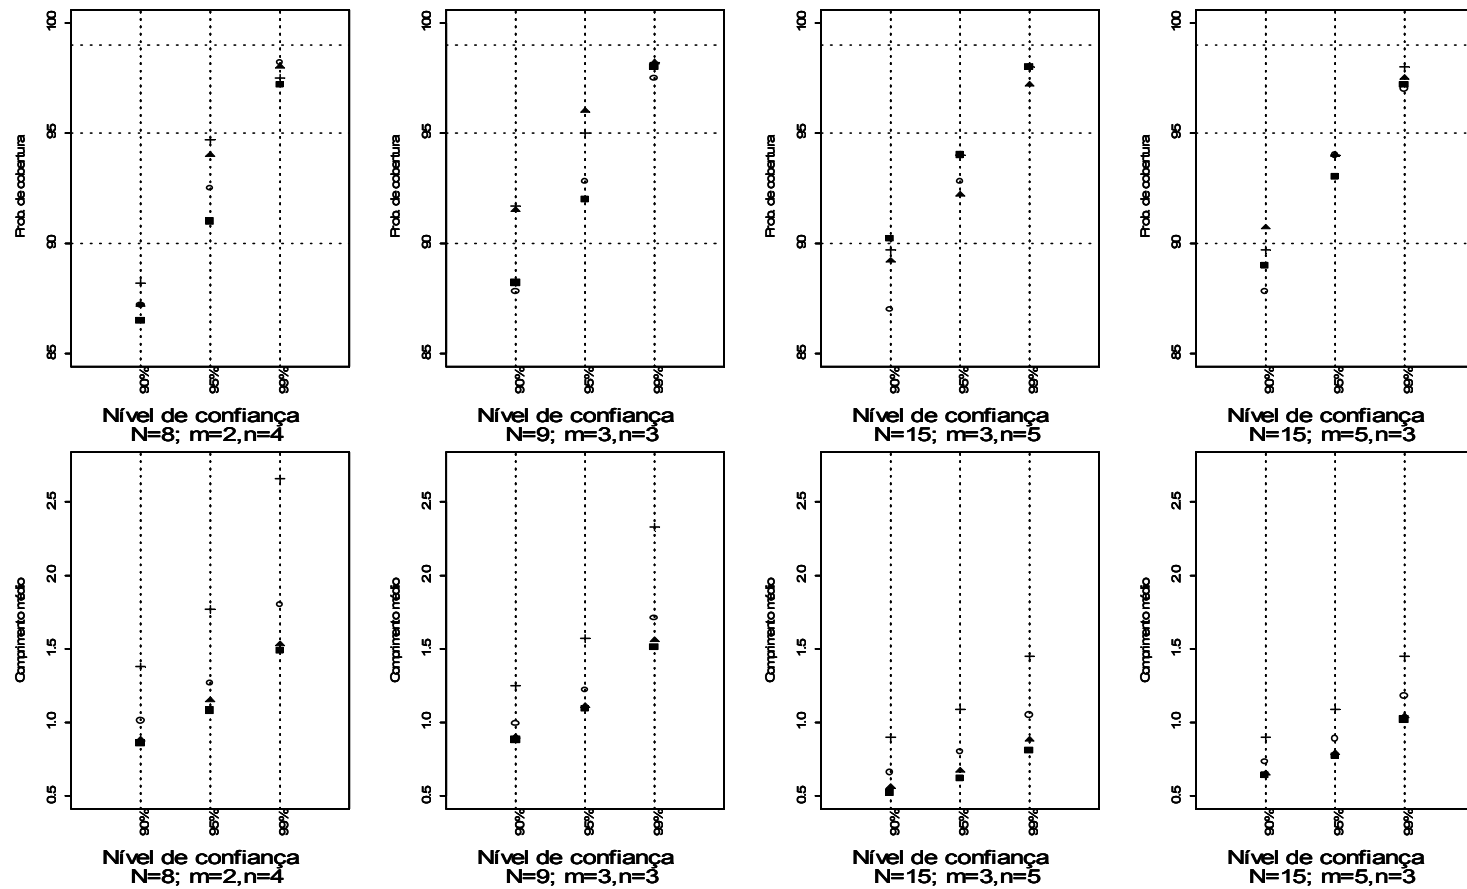 100
95
90
85
Prob. de cobertura
90%
95%
99%
Nível de confiança
N=8; m=2,n=4
100
95
90
85
Prob. de cobertura
90%
95%
99%
Nível de confiança
N=9; m=3,n=3
100
95
90
85
Prob. de cobertura
90%
95%
99%
Nível de confiança
N=15; m=3,n=5
100
95
90
85
Prob. de cobertura
90%
95%
99%
Nível de confiança
N=15; m=5,n=3
2.5
2.0
1.5
1.0
0.5
Comprimento médio
90%
95%
99%
Nível de confiança
N=8; m=2,n=4
2.5
2.0
1.5
1.0
0.5
Comprimento médio
90%
95%
99%
Nível de confiança
N=9; m=3,n=3
2.5
2.0
1.5
1.0
0.5
Comprimento médio
90%
95%
99%
Nível de confiança
N=15; m=3,n=5
2.5
2.0
1.5
1.0
0.5
Comprimento médio
90%
95%
99%
Nível de confiança
N=15; m=5,n=3